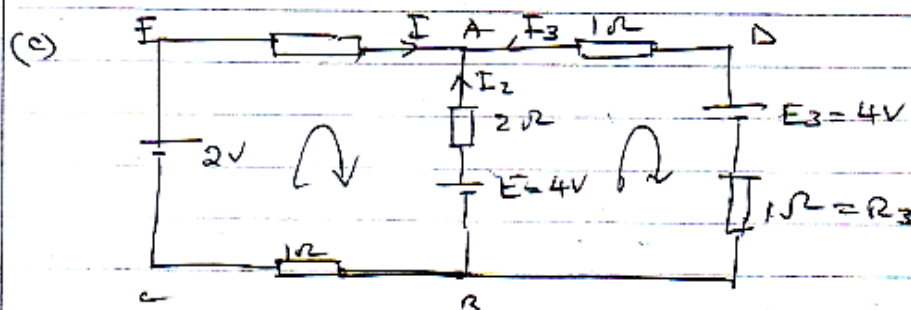 (c) E I A I3 1Ω D
I2
2Ω E3 = 4V
2V E=4V
1Ω = R3
1Ω
C B